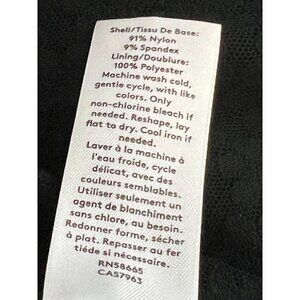 Shell/Tissu De Base:
91% Nylon
9% Spandex
Lining/Doublure:
100% Polyester
Machine wash cold,
gentle cycle, with like
colors. Only
non-chlorine bleach if
needed. Reshape, lay
flat to dry. Cool iron if
needed.
Laver à la machine à
l'eau froide, cycle
délicat, avec des
couleurs semblables.
Utiliser seulement un
agent de blanchiment
sans chlore, au besoin.
Redonner forme, sécher
à plat. Repasser au fer
tiède si nécessaire.
RN58665
CA57963